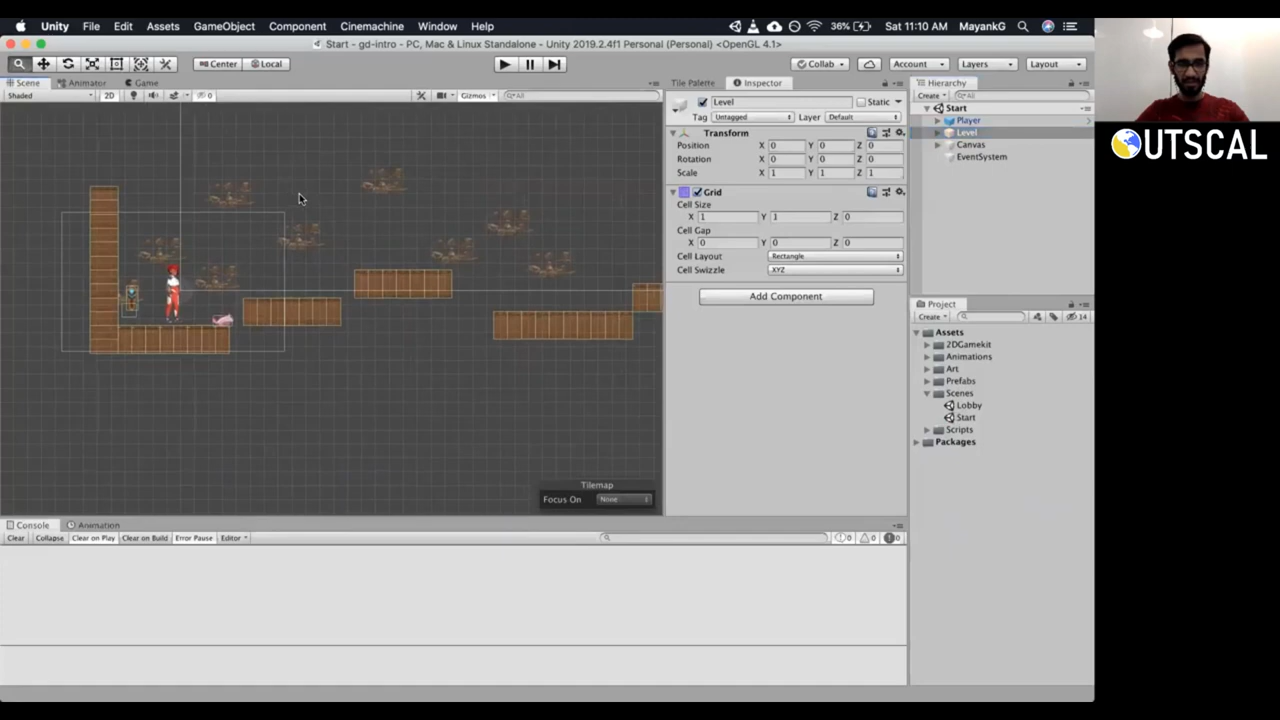 Unity File Edit Assets GameObject Component Cinemachine Window Help 36% Sat 11:10 AM MayankG
Start - gd-intro - PC, Mac & Linux Standalone - Unity 2019.2.4f1 Personal (Personal) <OpenGL 4.1>
Center Local Collab Account Layers Layout
Scene Animator Game Tile Palette Inspector Hierarchy
Shaded 2D 0 Gizmos All Create All
Level Static
Tag Untagged Layer Default
Transform
Position X 0 Y 0 Z 0
Rotation X 0 Y 0 Z 0
Scale X 1 Y 1 Z 1
Grid
Cell Size
X 1 Y 1 Z 0
Cell Gap
X 0 Y 0 Z 0
Cell Layout Rectangle
Cell Swizzle XYZ
Add Component
Start
Player
Level
Canvas
EventSystem
Project
Create 14
Assets
2DGamekit
Animations
Art
Prefabs
Scenes
Lobby
Start
Scripts
Packages
Tilemap
Focus On None
Console Animation
Clear Collapse Clear on Play Clear on Build Error Pause Editor 0 0 0
OUTSCAL